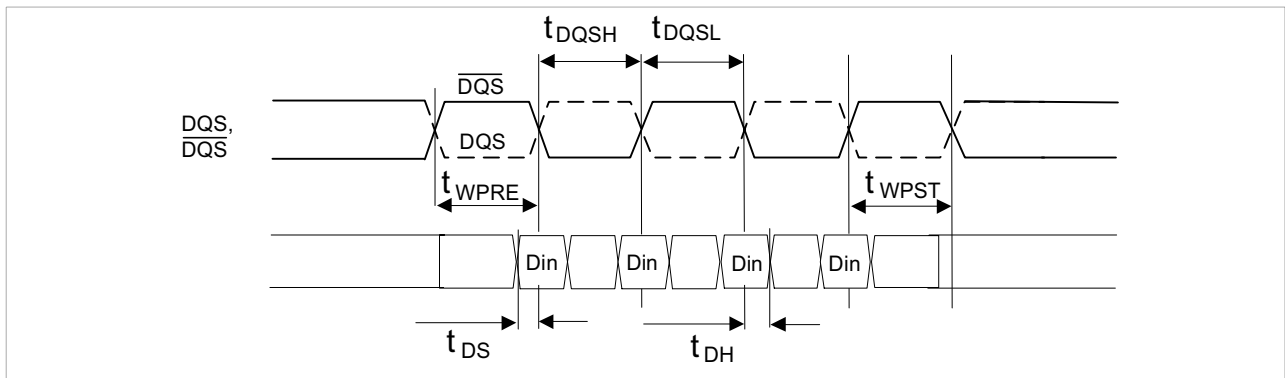 tDQSH tDQSL
DQS
DQS,
DQS
DQS
tWPRE
tWPST
Din Din Din Din
tDS
tDH